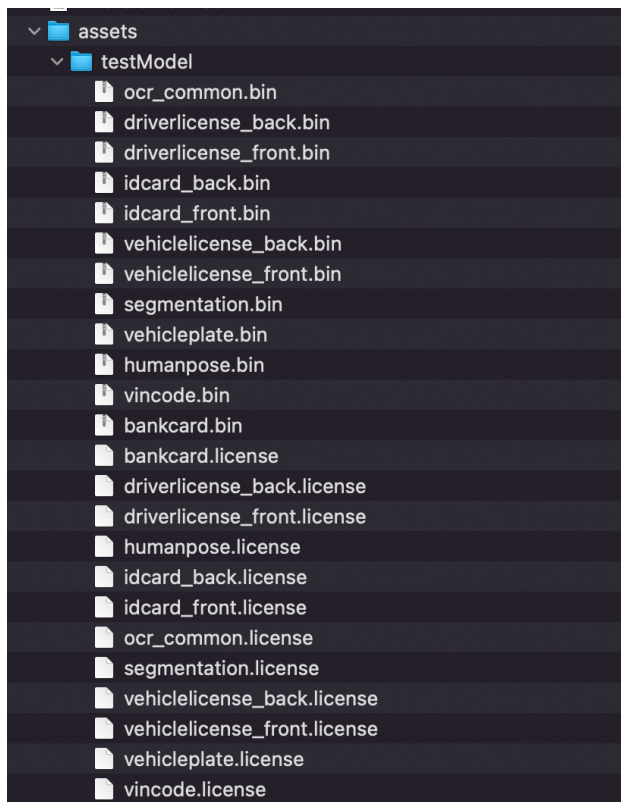 assets
testModel
ocr_common.bin
driverlicense_back.bin
driverlicense_front.bin
idcard_back.bin
idcard_front.bin
vehiclelicense_back.bin
vehiclelicense_front.bin
segmentation.bin
vehicleplate.bin
humanpose.bin
vincode.bin
bankcard.bin
bankcard.license
driverlicense_back.license
driverlicense_front.license
humanpose.license
idcard_back.license
idcard_front.license
ocr_common.license
segmentation.license
vehiclelicense_back.license
vehiclelicense_front.license
vehicleplate.license
vincode.license